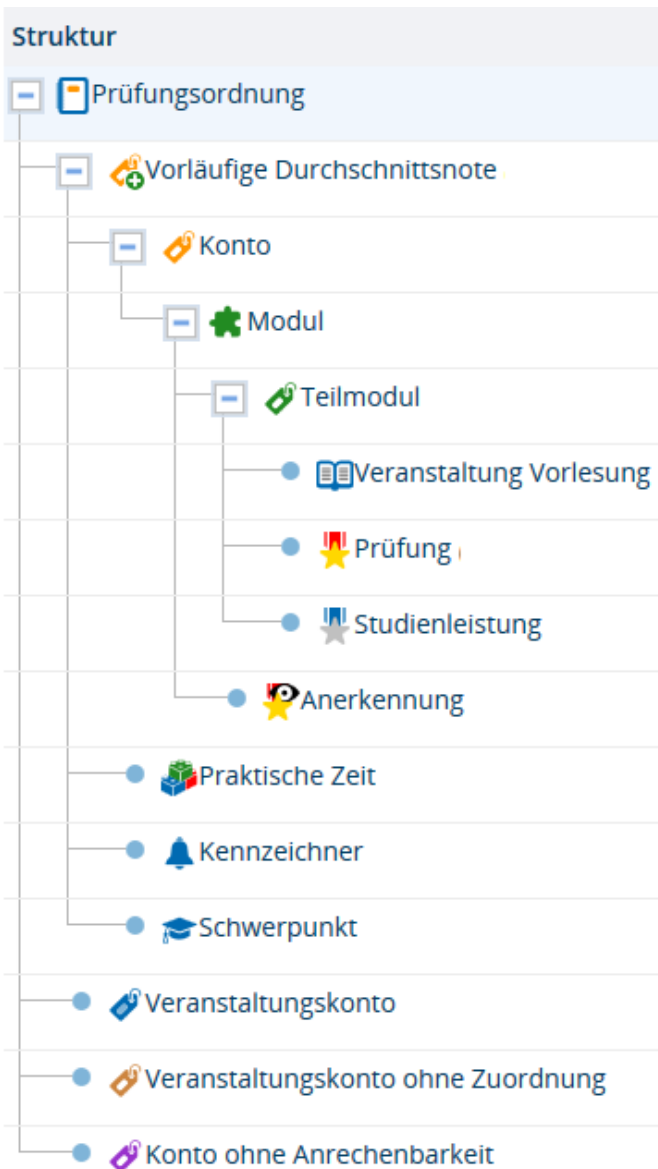 Struktur
Prüfungsordnung
Vorläufige Durchschnittsnote
Konto
Modul
Teilmodul
Veranstaltung Vorlesung
Prüfung
Studienleistung
Anerkennung
Praktische Zeit
Kennzeichner
Schwerpunkt
Veranstaltungskonto
Veranstaltungskonto ohne Zuordnung
Konto ohne Anrechenbarkeit